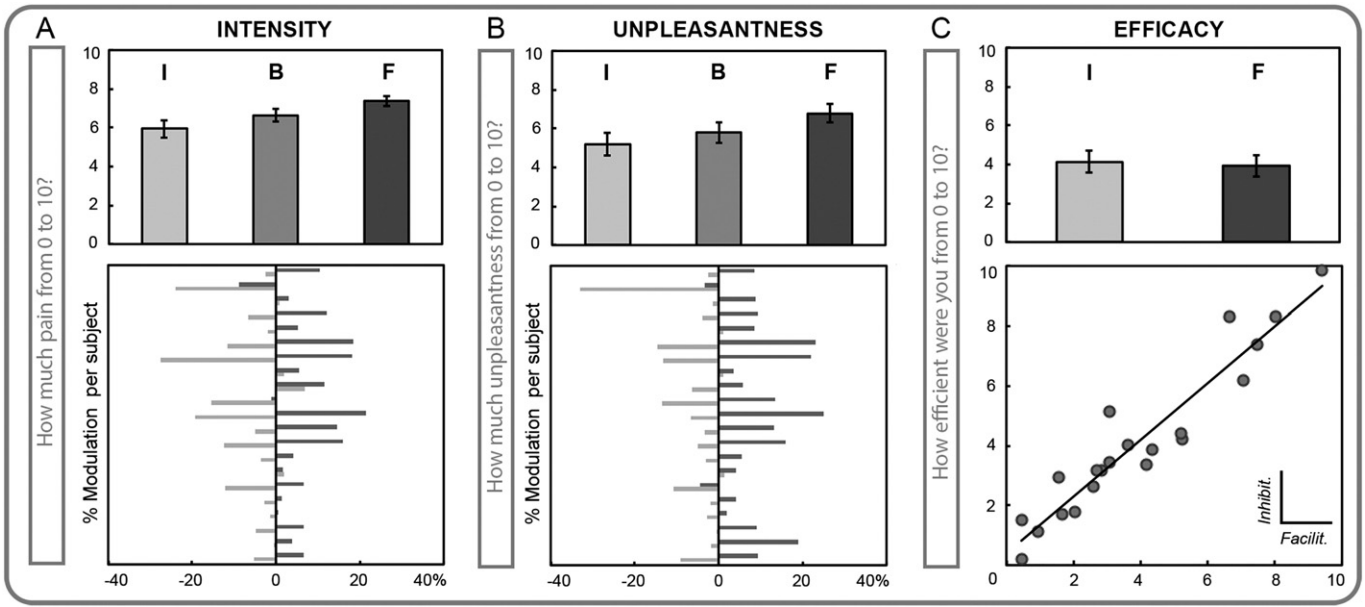 A INTENSITY
How much pain from 0 to 10?
10
8
6
4
2
0
I B F
% Modulation per subject
-40 -20 0 20 40%
B UNPLEASANTNESS
How much unpleasantness from 0 to 10?
10
8
6
4
2
0
I B F
% Modulation per subject
-40 -20 0 20 40%
C EFFICACY
How efficient were you from 0 to 10?
10
8
6
4
2
0
I F
10
8
6
4
2
0 2 4 6 8 10
Inhibit.
Facilit.